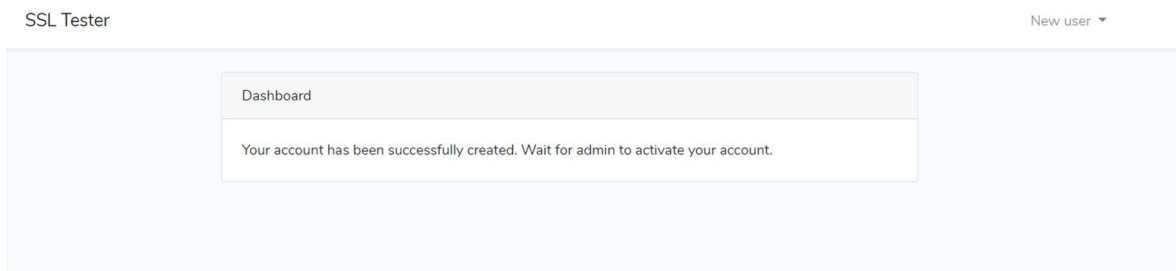 SSL Tester
New user
Dashboard
Your account has been successfully created. Wait for admin to activate your account.